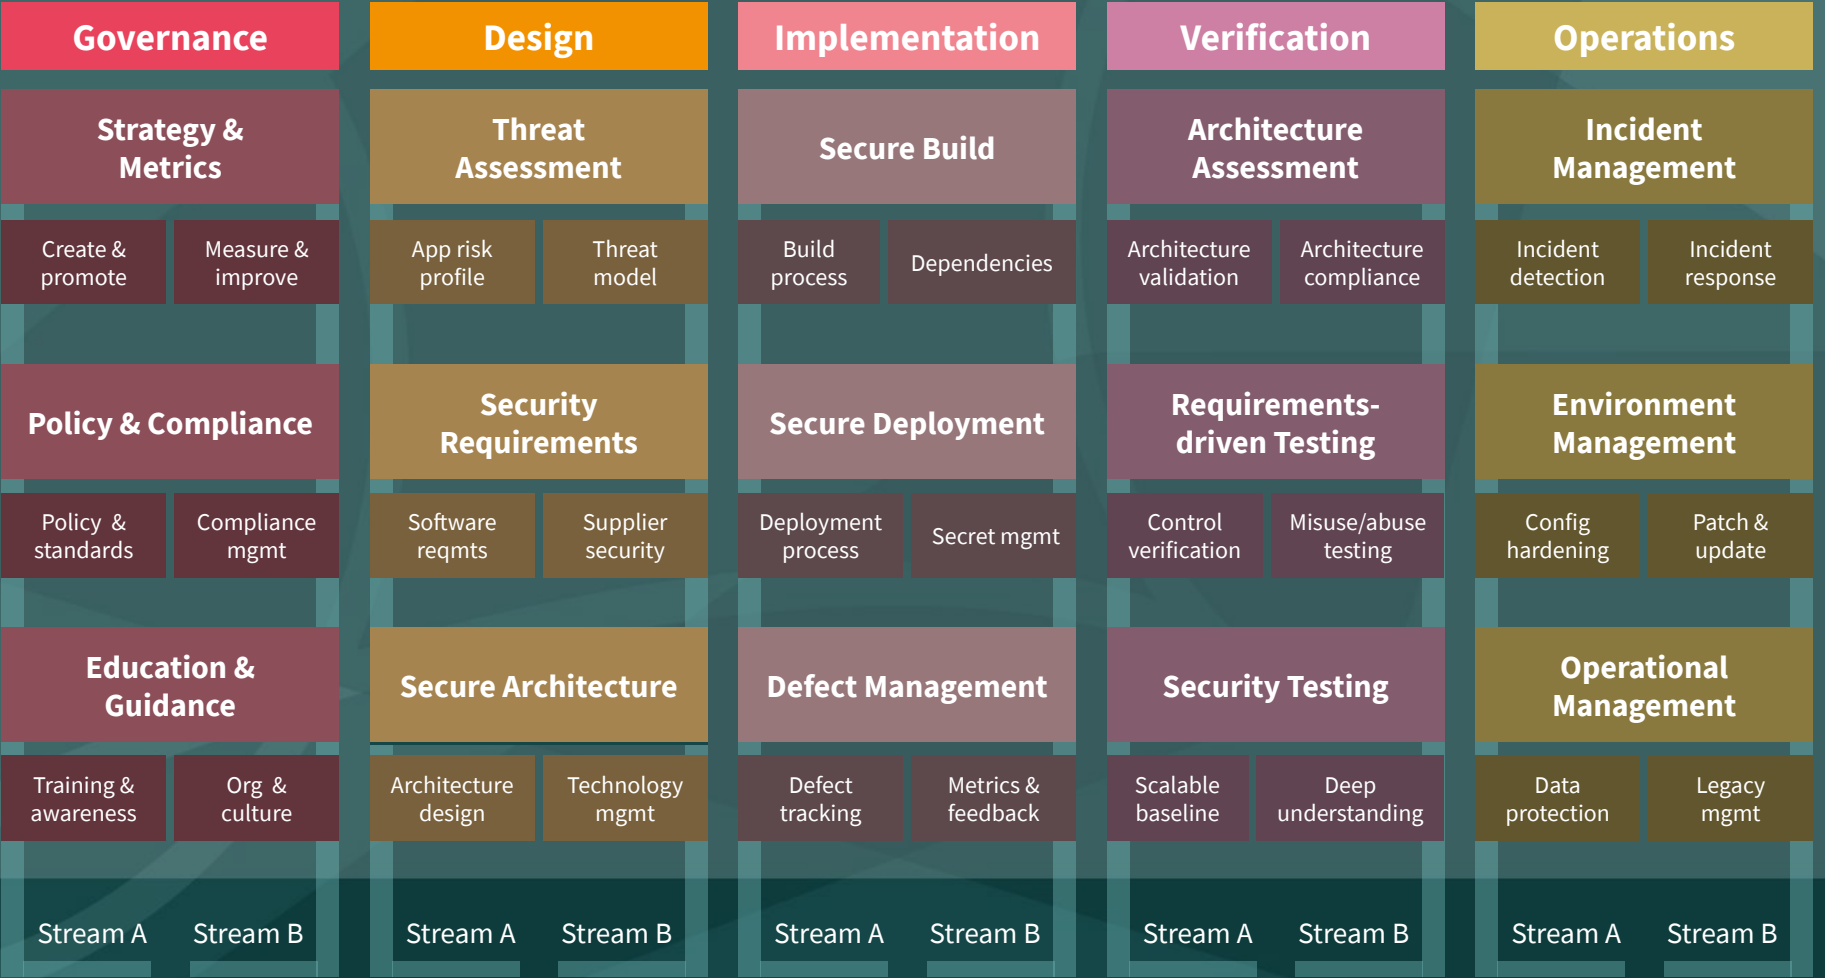 Governance
Design
Implementation
Verification
Operations
Strategy &
Metrics
Threat
Assessment
Secure Build
Architecture
Assessment
Incident
Management
Create &
promote
Measure &
improve
App risk
profile
Threat
model
Build
process
Dependencies
Architecture
validation
Architecture
compliance
Incident
detection
Incident
response
Policy & Compliance
Security
Requirements
Secure Deployment
Requirements-
driven Testing
Environment
Management
Policy &
standards
Compliance
mgmt
Software
reqmts
Supplier
security
Deployment
process
Secret mgmt
Control
verification
Misuse/abuse
testing
Config
hardening
Patch &
update
Education &
Guidance
Secure Architecture
Defect Management
Security Testing
Operational
Management
Training &
awareness
Org &
culture
Architecture
design
Technology
mgmt
Defect
tracking
Metrics &
feedback
Scalable
baseline
Deep
understanding
Data
protection
Legacy
mgmt
Stream A
Stream B
Stream A
Stream B
Stream A
Stream B
Stream A
Stream B
Stream A
Stream B